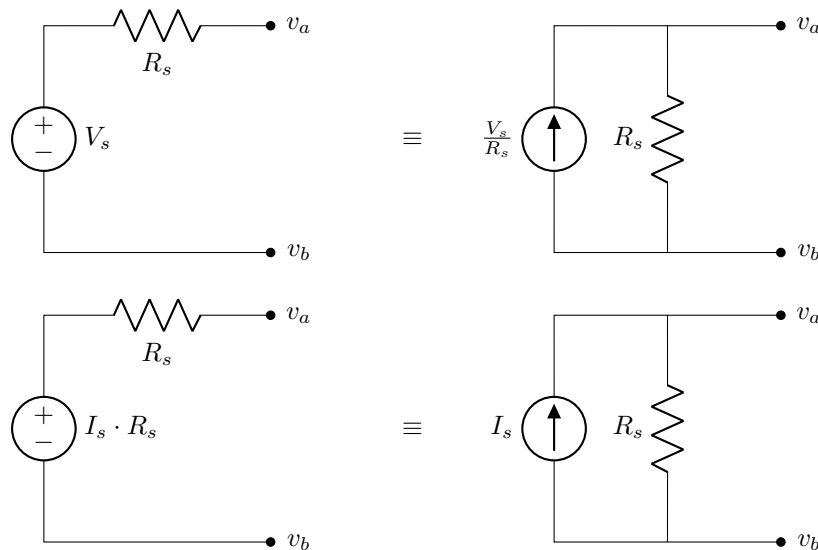 v_a v_a
R_s
+
− V_s ≡ V_s/R_s R_s
v_b v_b
v_a v_a
R_s
+
− I_s · R_s ≡ I_s R_s
v_b v_b